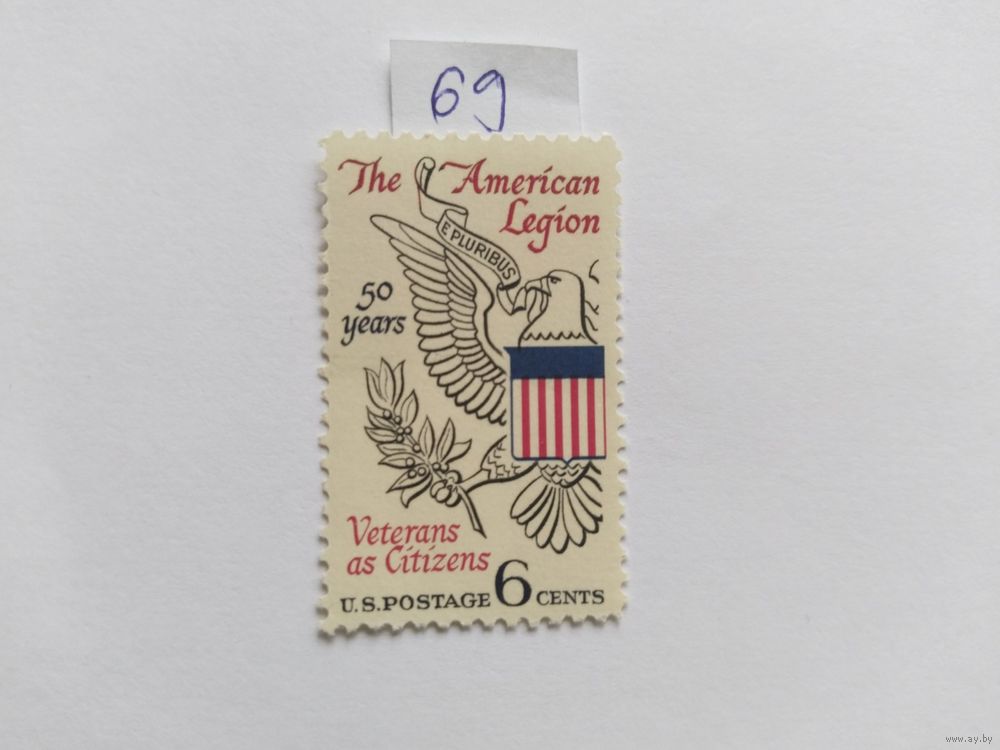 69
The American
Legion
E PLURIBUS
50
years
Veterans
as Citizens
U.S.POSTAGE 6 CENTS
www.ay.by